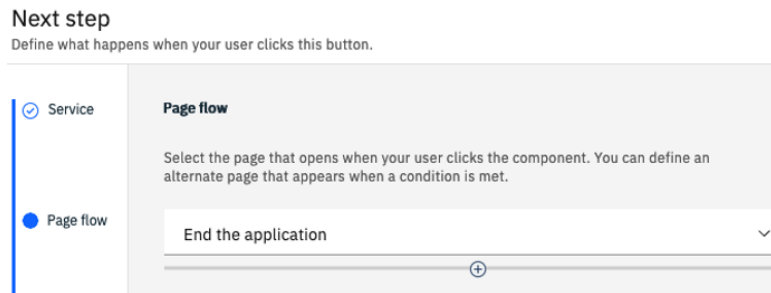 Next step
Define what happens when your user clicks this button.
Service
Page flow
Select the page that opens when your user clicks the component. You can define an
alternate page that appears when a condition is met.
Page flow
End the application